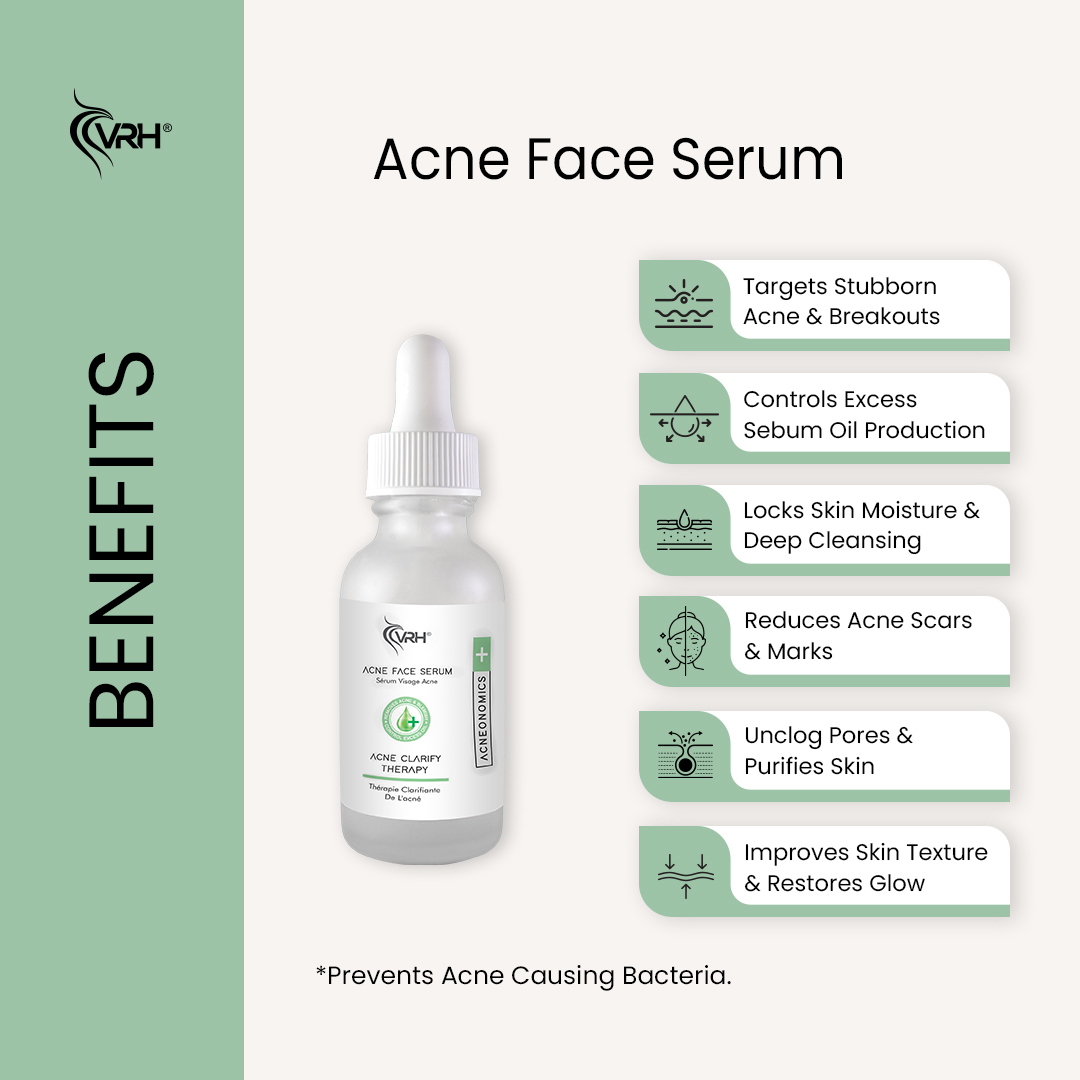 VRH®
BENEFITS
Acne Face Serum
Targets Stubborn
Acne & Breakouts
Controls Excess
Sebum Oil Production
Locks Skin Moisture &
Deep Cleansing
Reduces Acne Scars
& Marks
Unclog Pores &
Purifies Skin
Improves Skin Texture
& Restores Glow
VRH®
ACNE FACE SERUM
Sérum Visage Acne
ACNE CLARIFY
THERAPY
Thérapie Clarifiante
De L'acné
ACNEONOMICS
*Prevents Acne Causing Bacteria.